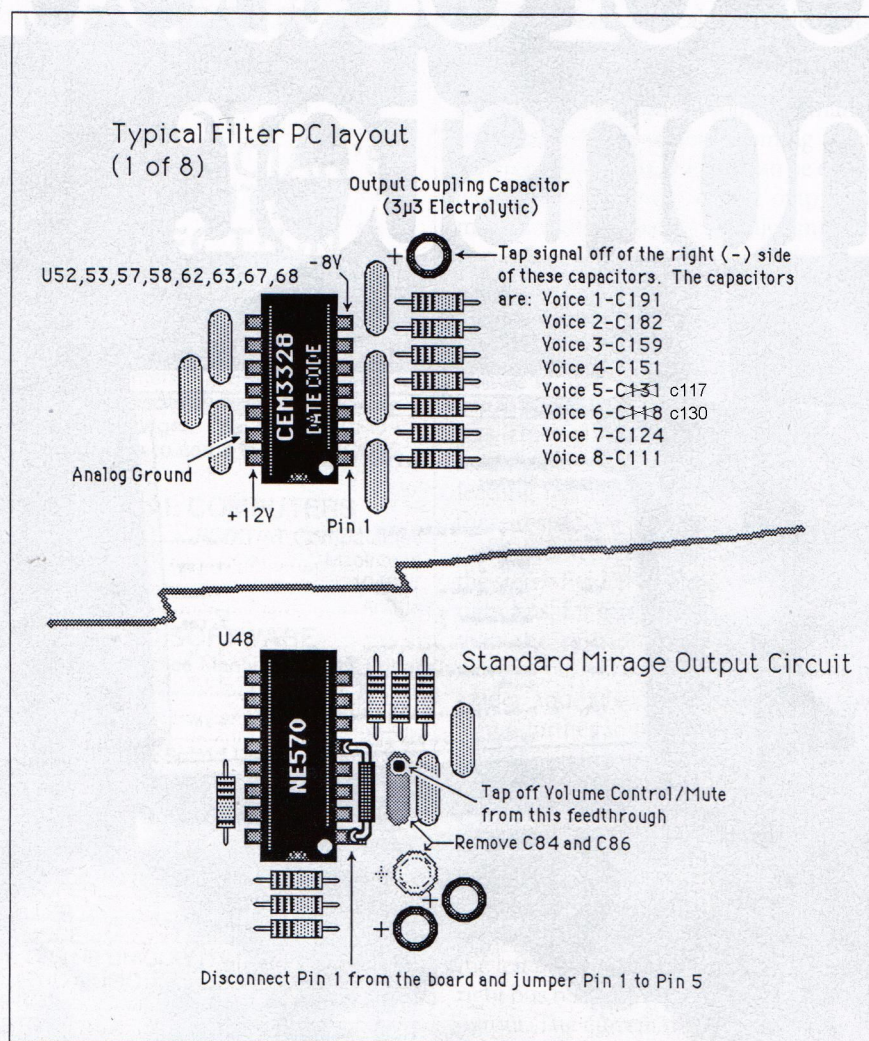 Typical Filter PC layout
(1 of 8)
Output Coupling Capacitor
(3µ3 Electrolytic)
-8V
+
Tap signal off of the right (-) side
of these capacitors. The capacitors
are: Voice 1-C191
Voice 2-C182
Voice 3-C159
Voice 4-C151
Voice 5-C131 c117
Voice 6-C118 c130
Voice 7-C124
Voice 8-C111
U52,53,57,58,62,63,67,68
CEM3328
DATE CODE
Analog Ground
+12V
Pin 1
U48
Standard Mirage Output Circuit
NE570
Tap off Volume Control/Mute
from this feedthrough
Remove C84 and C86
+
+
+
Disconnect Pin 1 from the board and jumper Pin 1 to Pin 5